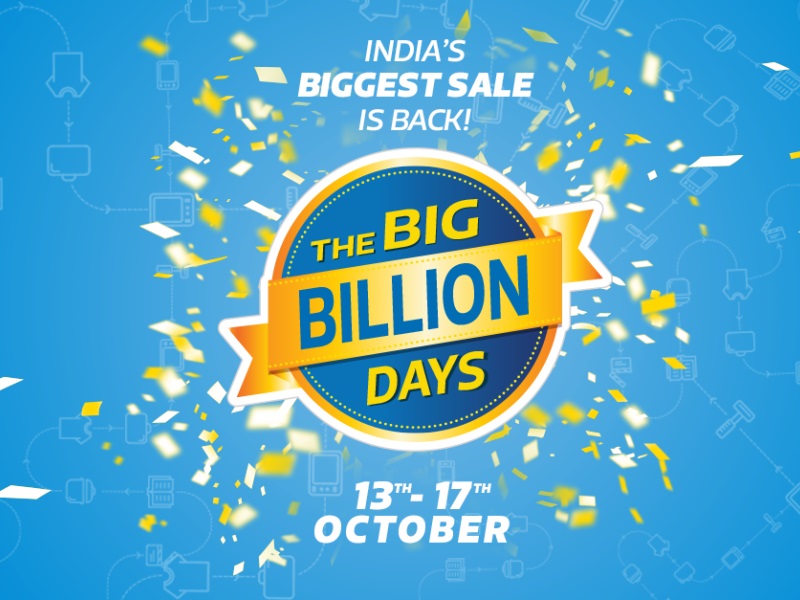 INDIA'S
BIGGEST SALE
IS BACK!
THE BIG
BILLION
DAYS
13TH- 17TH
OCTOBER